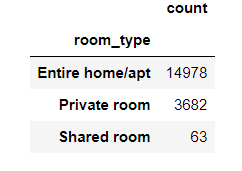 count
room_type
Entire home/apt 14978
Private room 3682
Shared room 63